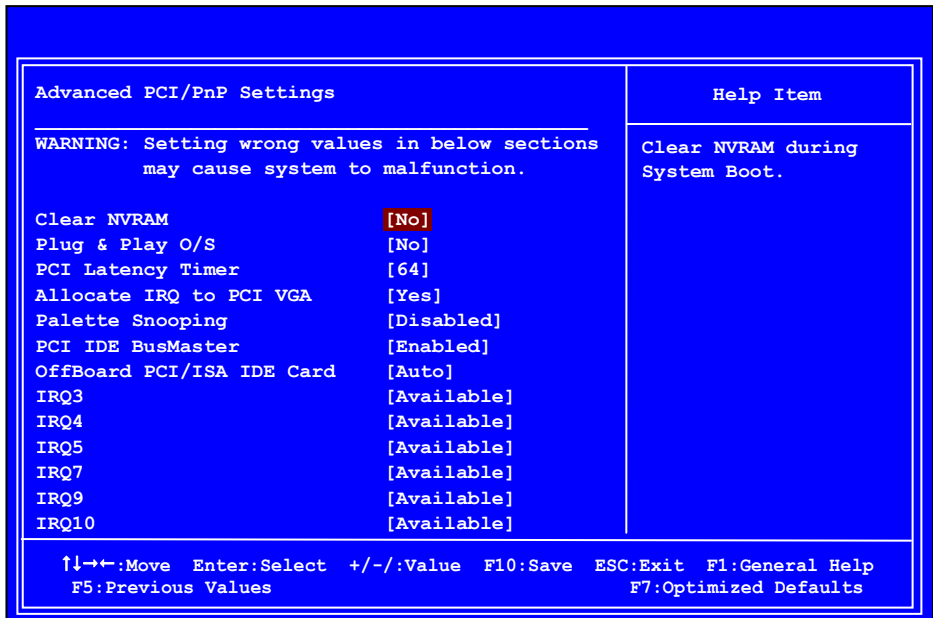 Advanced PCI/PnP Settings
Help Item
WARNING: Setting wrong values in below sections
may cause system to malfunction.
Clear NVRAM during
System Boot.
Clear NVRAM [No]
Plug & Play O/S [No]
PCI Latency Timer [64]
Allocate IRQ to PCI VGA [Yes]
Palette Snooping [Disabled]
PCI IDE BusMaster [Enabled]
OffBoard PCI/ISA IDE Card [Auto]
IRQ3 [Available]
IRQ4 [Available]
IRQ5 [Available]
IRQ7 [Available]
IRQ9 [Available]
IRQ10 [Available]
↑↓→←:Move Enter:Select +/-/:Value F10:Save ESC:Exit F1:General Help
F5:Previous Values F7:Optimized Defaults